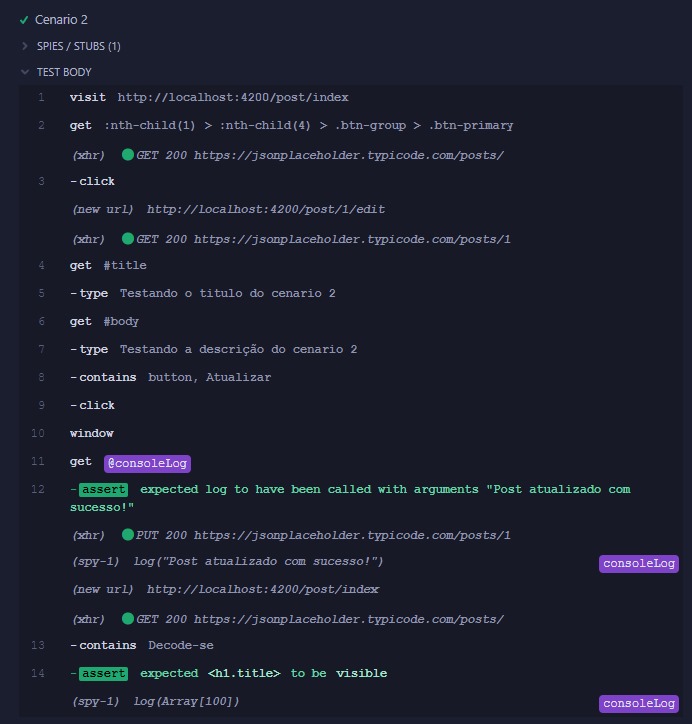 Cenario 2
SPIES / STUBS (1)
TEST BODY
1 visit http://localhost:4200/post/index
2 get :nth-child(1) > :nth-child(4) > .btn-group > .btn-primary
(xhr) GET 200 https://jsonplaceholder.typicode.com/posts/
3 -click
(new url) http://localhost:4200/post/1/edit
(xhr) GET 200 https://jsonplaceholder.typicode.com/posts/1
4 get #title
5 -type Testando o titulo do cenario 2
6 get #body
7 -type Testando a descrição do cenario 2
8 -contains button, Atualizar
9 -click
10 window
11 get @consoleLog
12 -assert expected log to have been called with arguments "Post atualizado com
sucesso!"
(xhr) PUT 200 https://jsonplaceholder.typicode.com/posts/1
(spy-1) log("Post atualizado com sucesso!") consoleLog
(new url) http://localhost:4200/post/index
(xhr) GET 200 https://jsonplaceholder.typicode.com/posts/
13 -contains Decode-se
14 -assert expected <h1.title> to be visible
(spy-1) log(Array[100]) consoleLog